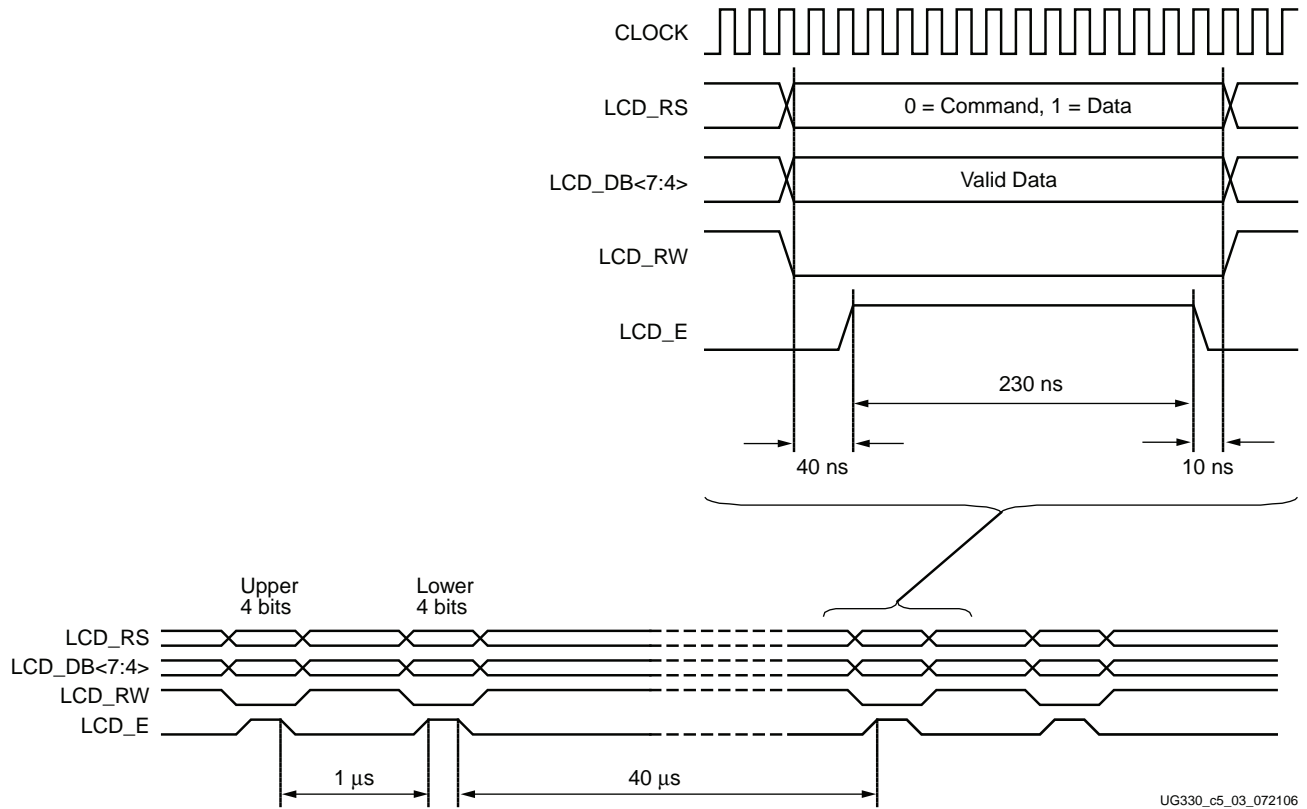 CLOCK
LCD_RS
0 = Command, 1 = Data
LCD_DB<7:4>
Valid Data
LCD_RW
LCD_E
230 ns
40 ns
10 ns
Upper
4 bits
Lower
4 bits
LCD_RS
LCD_DB<7:4>
LCD_RW
LCD_E
1 μs
40 μs
UG330_c5_03_072106